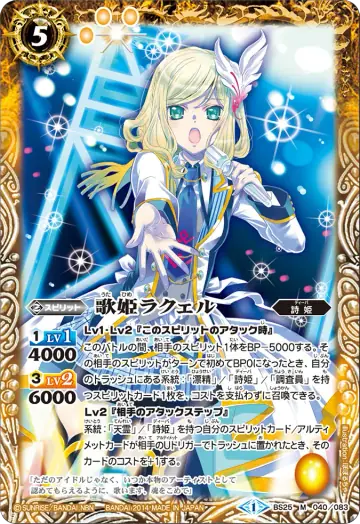 5
うたひめ
歌姫ラクェル
スピリット
ディーバ
詩姫
1 LV1
4000
3 LV2
6000
Lv1・Lv2『このスピリットのアタック時』
このバトルの間、相手のスピリット1体をBP-5000する。そ
の相手のスピリットがターンで初めてBP0になったとき、自分
のトラッシュにある系統：「漂精」/「詩姫」/「調査員」を持
つスピリットカード1枚を、コストを支払わずに召喚できる。
Lv2『相手のアタックステップ』
系統：「天霊」/「詩姫」を持つ自分のスピリットカード/アルティ
メットカードが相手のUトリガーでトラッシュに置かれたとき、その
カードのコストを+1する。
「ただのアイドルじゃなく、いつか本物のアーティストとして
認めてもらえるように、歌います、魂をこめて」
1
BS25 M 040/083
©SUNRISE/BANDAI,NBN BANDAI 2014 MADE IN JAPAN